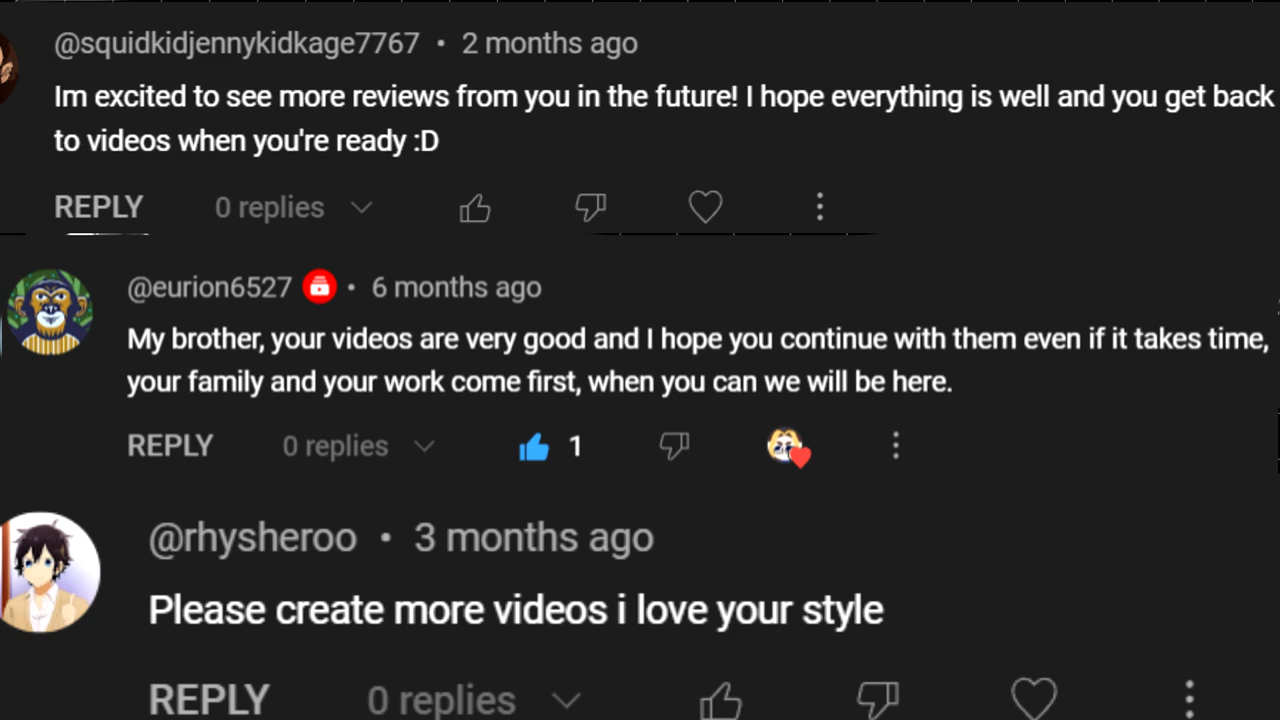 @squidkidjennykidkage7767 • 2 months ago
Im excited to see more reviews from you in the future! I hope everything is well and you get back
to videos when you're ready :D
REPLY 0 replies
@eurion6527 • 6 months ago
My brother, your videos are very good and I hope you continue with them even if it takes time,
your family and your work come first, when you can we will be here.
REPLY 0 replies 1
@rhysheroo • 3 months ago
Please create more videos i love your style
REPLY 0 replies